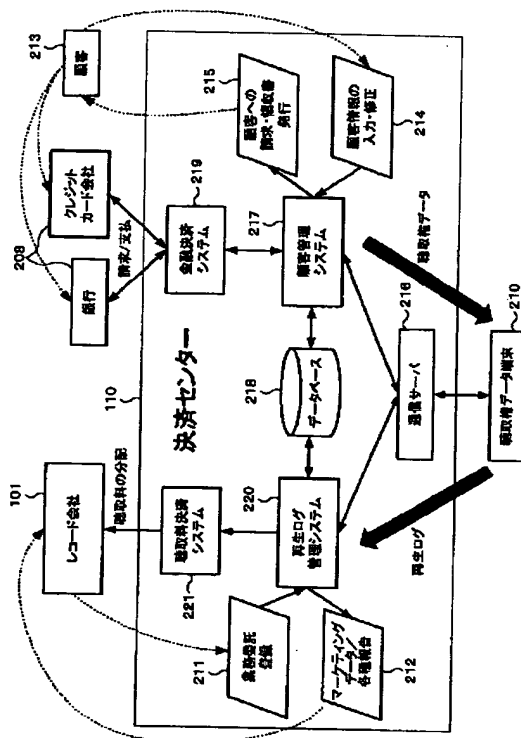 213
顧客
208
クレジット
カード会社
銀行
請求/支払
101
レコード会社
聴取料の分配
110
決済センター
215
顧客への
請求・領収書
発行
顧客情報の
入力・修正
214
219
金融決済
システム
217
顧客管理
システム
218
データベース
220
再生ログ
管理システム
聴取料決済
システム
221
211
業務委託
登録
マーケティング
データ/
各種報告
212
216
通信サーバ
聴取権データ
再生ログ
210
聴取権データ端末